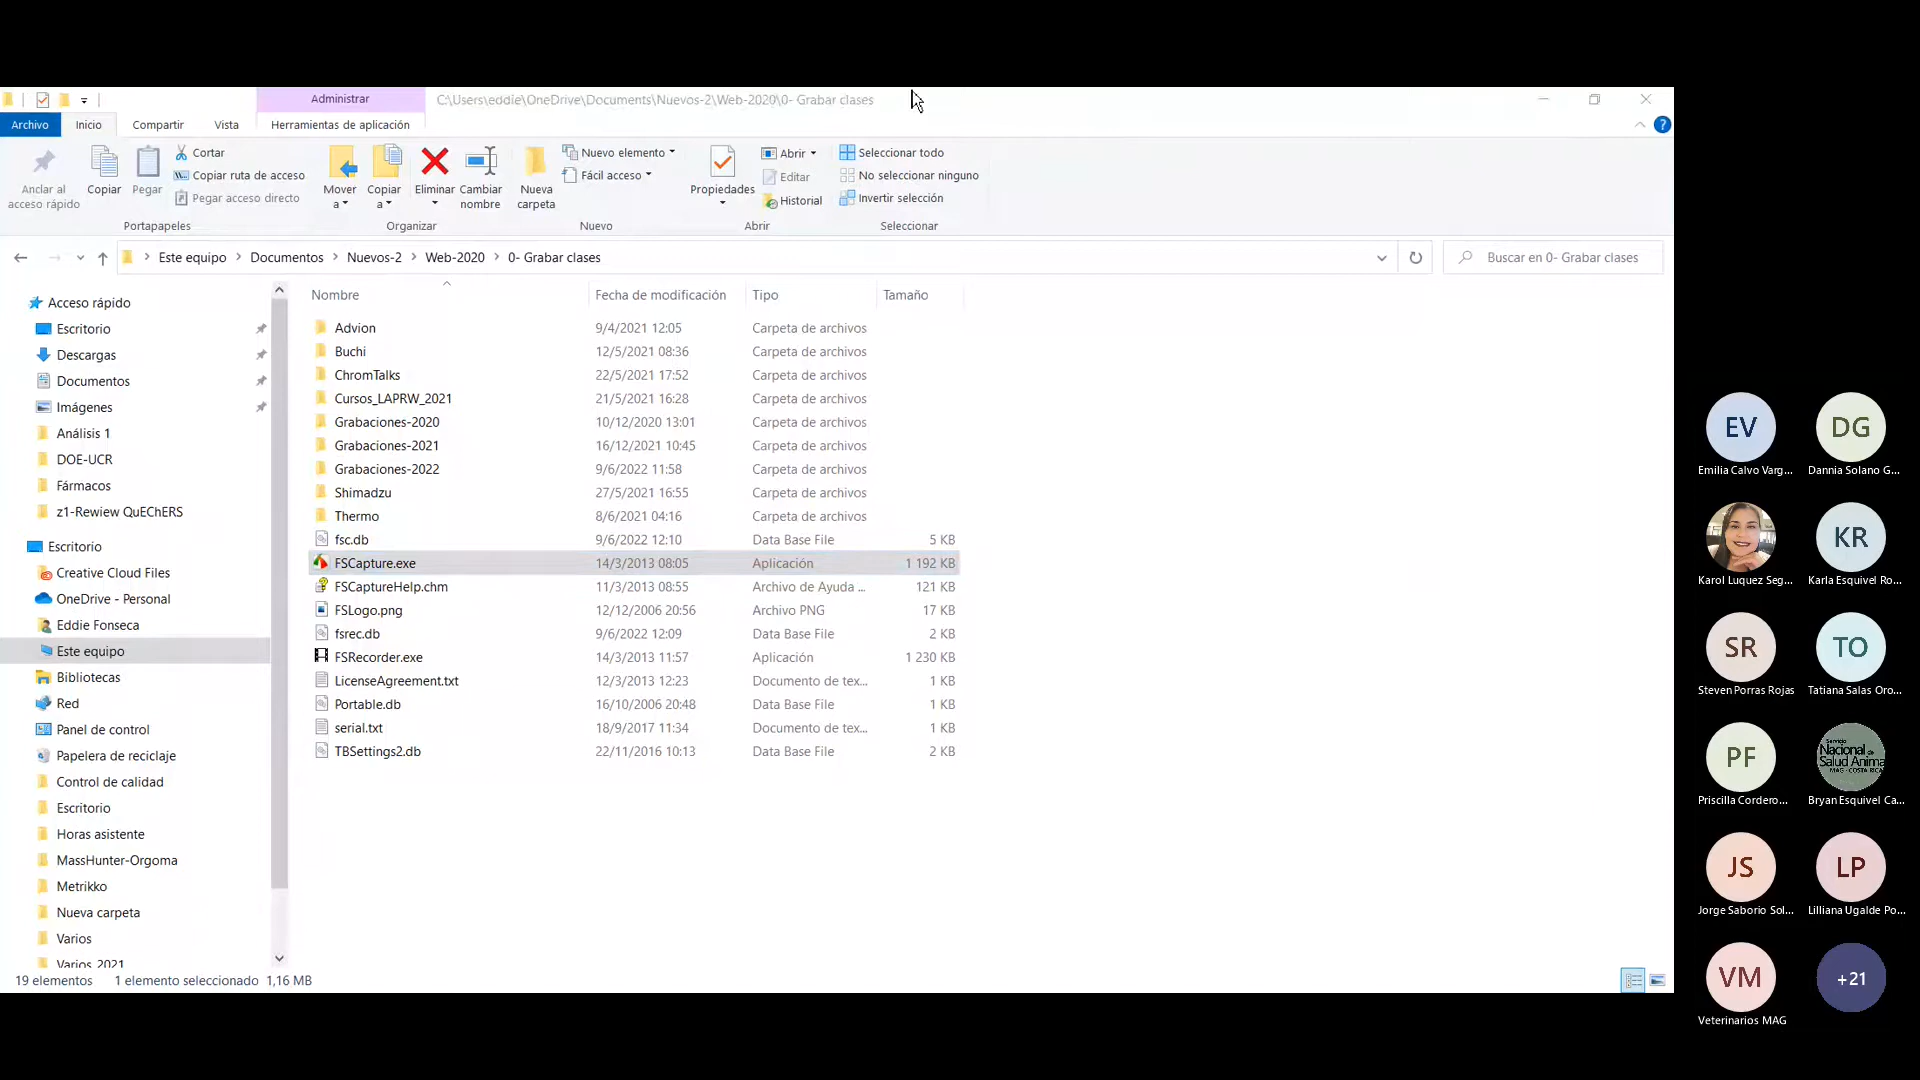 Administrar
C:\Users\eddie\OneDrive\Documents\Nuevos-2\Web-2020\0- Grabar clases
Archivo
Inicio
Compartir
Vista
Herramientas de aplicación
Anclar al
acceso rápido
Copiar
Pegar
Cortar
Copiar ruta de acceso
Pegar acceso directo
Portapapeles
Mover
a
Copiar
a
Eliminar
Cambiar
nombre
Organizar
Nueva
carpeta
Nuevo elemento
Fácil acceso
Nuevo
Propiedades
Abrir
Editar
Historial
Abrir
Seleccionar todo
No seleccionar ninguno
Invertir selección
Seleccionar
Este equipo > Documentos > Nuevos-2 > Web-2020 > 0- Grabar clases
Buscar en 0- Grabar clases
Acceso rápido
Escritorio
Descargas
Documentos
Imágenes
Análisis 1
DOE-UCR
Fármacos
z1-Rewiew QuEChERS
Escritorio
Creative Cloud Files
OneDrive - Personal
Eddie Fonseca
Este equipo
Bibliotecas
Red
Panel de control
Papelera de reciclaje
Control de calidad
Escritorio
Horas asistente
MassHunter-Orgoma
Metrikko
Nueva carpeta
Varios
Varios 2021
Nombre Fecha de modificación Tipo Tamaño
Advion 9/4/2021 12:05 Carpeta de archivos
Buchi 12/5/2021 08:36 Carpeta de archivos
ChromTalks 22/5/2021 17:52 Carpeta de archivos
Cursos_LAPRW_2021 21/5/2021 16:28 Carpeta de archivos
Grabaciones-2020 10/12/2020 13:01 Carpeta de archivos
Grabaciones-2021 16/12/2021 10:45 Carpeta de archivos
Grabaciones-2022 9/6/2022 11:58 Carpeta de archivos
Shimadzu 27/5/2021 16:55 Carpeta de archivos
Thermo 8/6/2021 04:16 Carpeta de archivos
fsc.db 9/6/2022 12:10 Data Base File 5 KB
FSCapture.exe 14/3/2013 08:05 Aplicación 1 192 KB
FSCaptureHelp.chm 11/3/2013 08:55 Archivo de Ayuda ... 121 KB
FSLogo.png 12/12/2006 20:56 Archivo PNG 17 KB
fsrec.db 9/6/2022 12:09 Data Base File 2 KB
FSRecorder.exe 14/3/2013 11:57 Aplicación 1 230 KB
LicenseAgreement.txt 12/3/2013 12:23 Documento de tex... 1 KB
Portable.db 16/10/2006 20:48 Data Base File 1 KB
serial.txt 18/9/2017 11:34 Documento de tex... 1 KB
TBSettings2.db 22/11/2016 10:13 Data Base File 2 KB
19 elementos 1 elemento seleccionado 1,16 MB
EV
Emilia Calvo Varg...
DG
Dannia Solano G...
Karol Luquez Seg...
KR
Karla Esquivel Ro...
SR
Steven Porras Rojas
TO
Tatiana Salas Oro...
PF
Priscilla Cordero...
Servicio
Nacional de
Salud Anima
MAG - COSTA RICA
Bryan Esquivel Ca...
JS
Jorge Saborio Sol...
LP
Lilliana Ugalde Po...
VM
Veterinarios MAG
+21